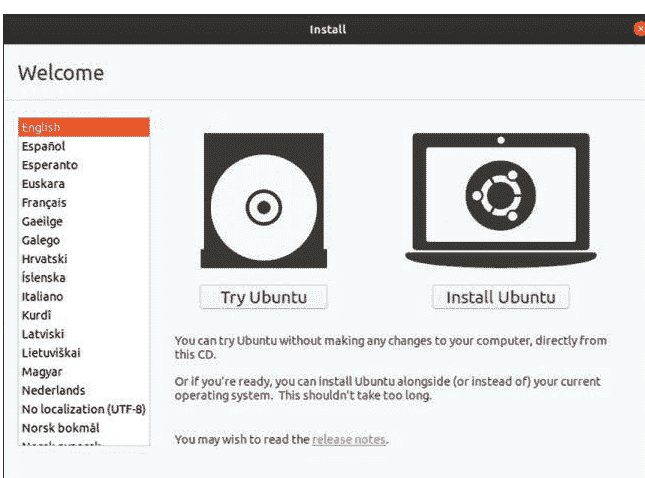 Install
Welcome
English
Español
Esperanto
Euskara
Français
Gaeilge
Galego
Hrvatski
Íslenska
Italiano
Kurdî
Latviski
Lietuviškai
Magyar
Nederlands
No localization (UTF-8)
Norsk bokmål
Try Ubuntu
Install Ubuntu
You can try Ubuntu without making any changes to your computer, directly from
this CD.
Or if you're ready, you can install Ubuntu alongside (or instead of) your current
operating system. This shouldn't take too long.
You may wish to read the release notes.